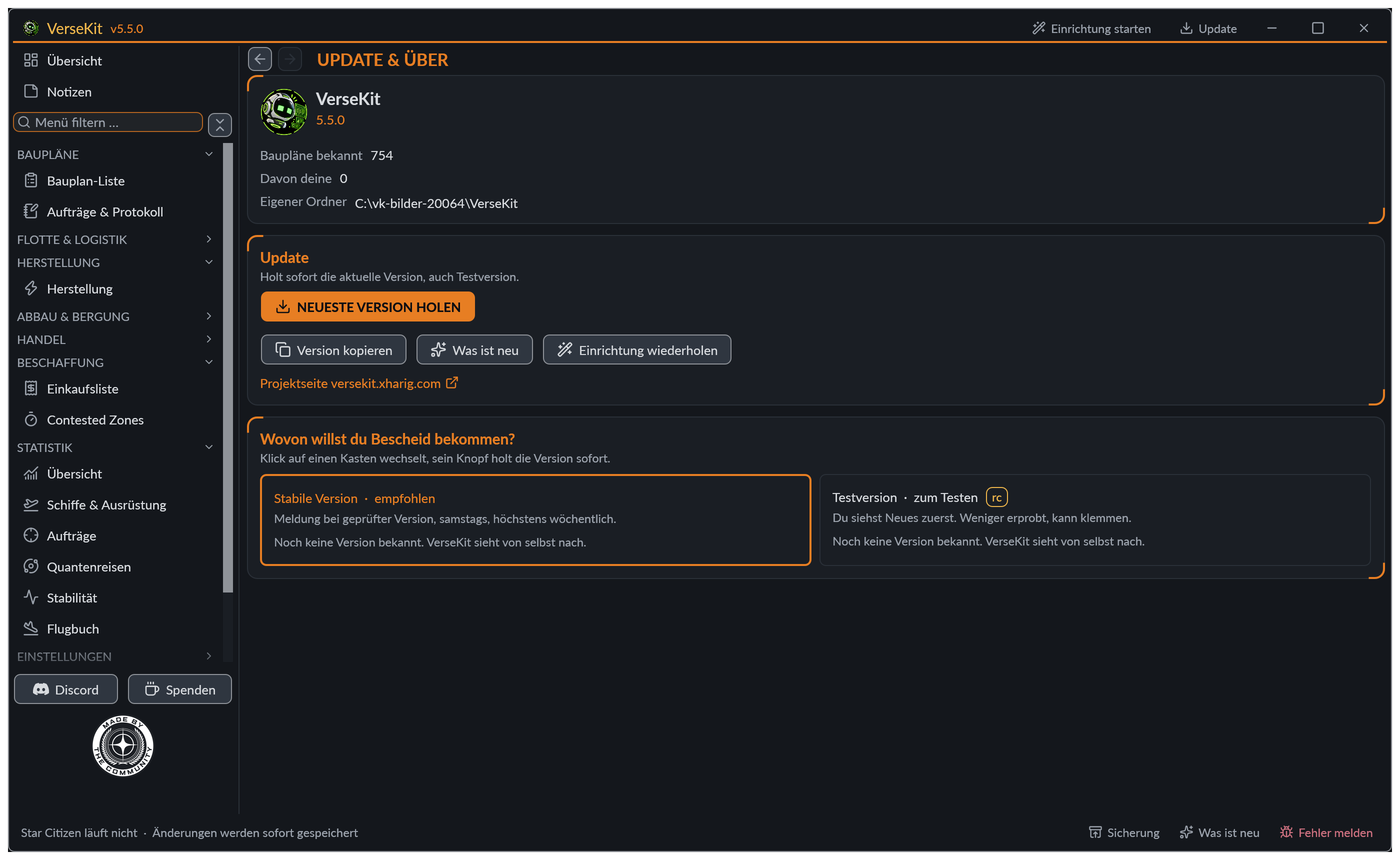 VerseKit v5.5.0
Einrichtung starten
Update
Übersicht
Notizen
Menü filtern ...
BAUPLÄNE
Bauplan-Liste
Aufträge & Protokoll
FLOTTE & LOGISTIK
HERSTELLUNG
Herstellung
ABBAU & BERGUNG
HANDEL
BESCHAFFUNG
Einkaufsliste
Contested Zones
STATISTIK
Übersicht
Schiffe & Ausrüstung
Aufträge
Quantenreisen
Stabilität
Flugbuch
EINSTELLUNGEN
Discord
Spenden
MADE BY
THE COMMUNITY
UPDATE & ÜBER
VerseKit
5.5.0
Baupläne bekannt 754
Davon deine 0
Eigener Ordner C:\vk-bilder-20064\VerseKit
Update
Holt sofort die aktuelle Version, auch Testversion.
NEUESTE VERSION HOLEN
Version kopieren
Was ist neu
Einrichtung wiederholen
Projektseite versekit.xharig.com
Wovon willst du Bescheid bekommen?
Klick auf einen Kasten wechselt, sein Knopf holt die Version sofort.
Stabile Version · empfohlen
Meldung bei geprüfter Version, samstags, höchstens wöchentlich.
Noch keine Version bekannt. VerseKit sieht von selbst nach.
Testversion · zum Testen rc
Du siehst Neues zuerst. Weniger erprobt, kann klemmen.
Noch keine Version bekannt. VerseKit sieht von selbst nach.
Star Citizen läuft nicht · Änderungen werden sofort gespeichert
Sicherung
Was ist neu
Fehler melden